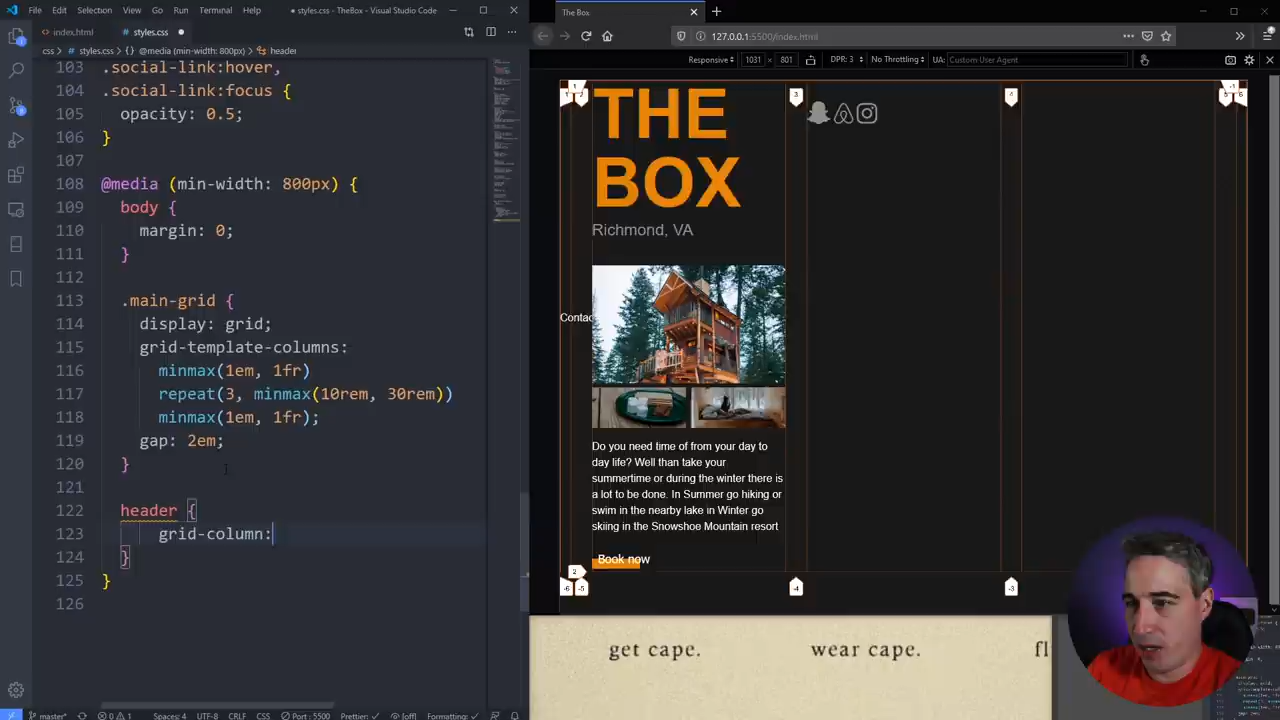 File Edit Selection View Go Run Terminal Help
● styles.css - TheBox - Visual Studio Code
The Box
index.html
styles.css
127.0.0.1:5500/index.html
css > styles.css > {} @media (min-width: 800px) > header
Responsive 1031 × 801 DPR: 3 No Throttling UA: Custom User Agent
103 .social-link:hover,
104 .social-link:focus {
105 opacity: 0.5;
106 }
107
108 @media (min-width: 800px) {
109 body {
110 margin: 0;
111 }
112
113 .main-grid {
114 display: grid;
115 grid-template-columns:
116 minmax(1em, 1fr)
117 repeat(3, minmax(10rem, 30rem))
118 minmax(1em, 1fr);
119 gap: 2em;
120 }
121
122 header {
123 grid-column:
124 }
125 }
126
THE
BOX
Richmond, VA
Contac
Do you need time of from your day to
day life? Well than take your
summertime or during the winter there is
a lot to be done. In Summer go hiking or
swim in the nearby lake in Winter go
skiing in the Snowshoe Mountain resort
Book now
get cape. wear cape. fl
master* 0 1 Spaces: 4 UTF-8 CRLF CSS Port : 5500 Prettier: [off] Formatting: